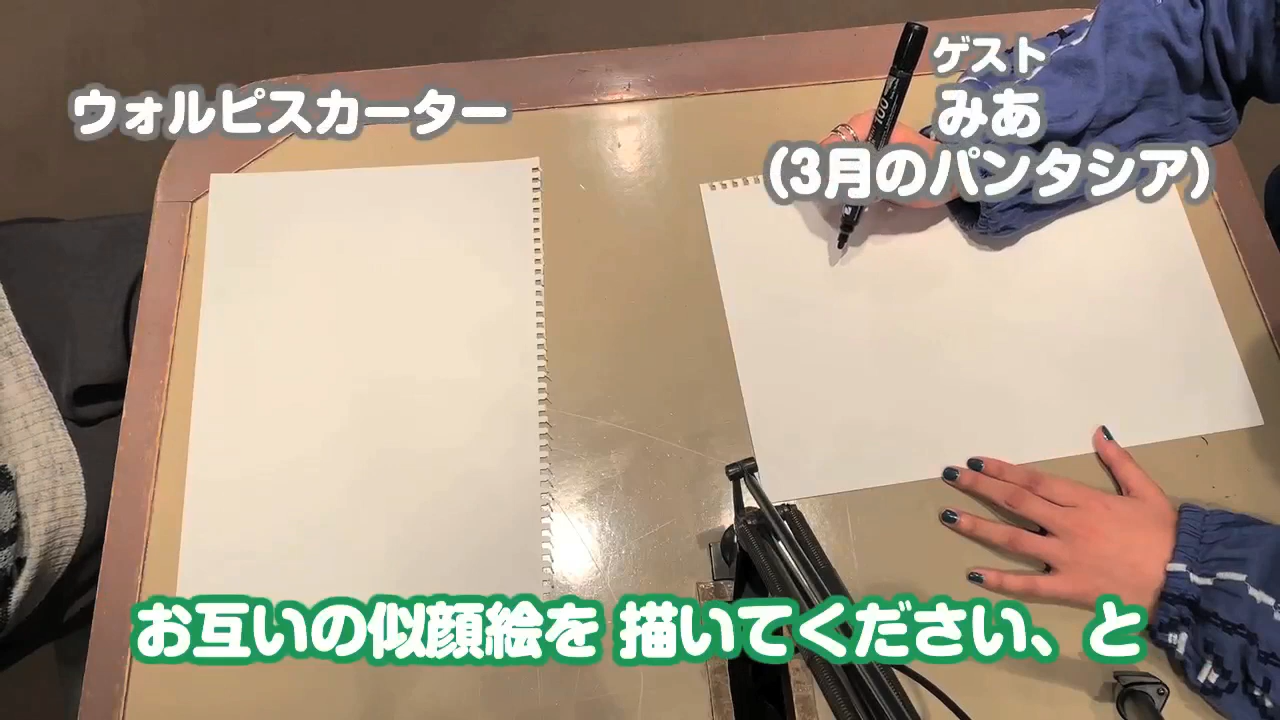 ウォルピスカーター
ゲスト
みあ
(3月のパンタシア)
100
お互いの似顔絵を 描いてください、と